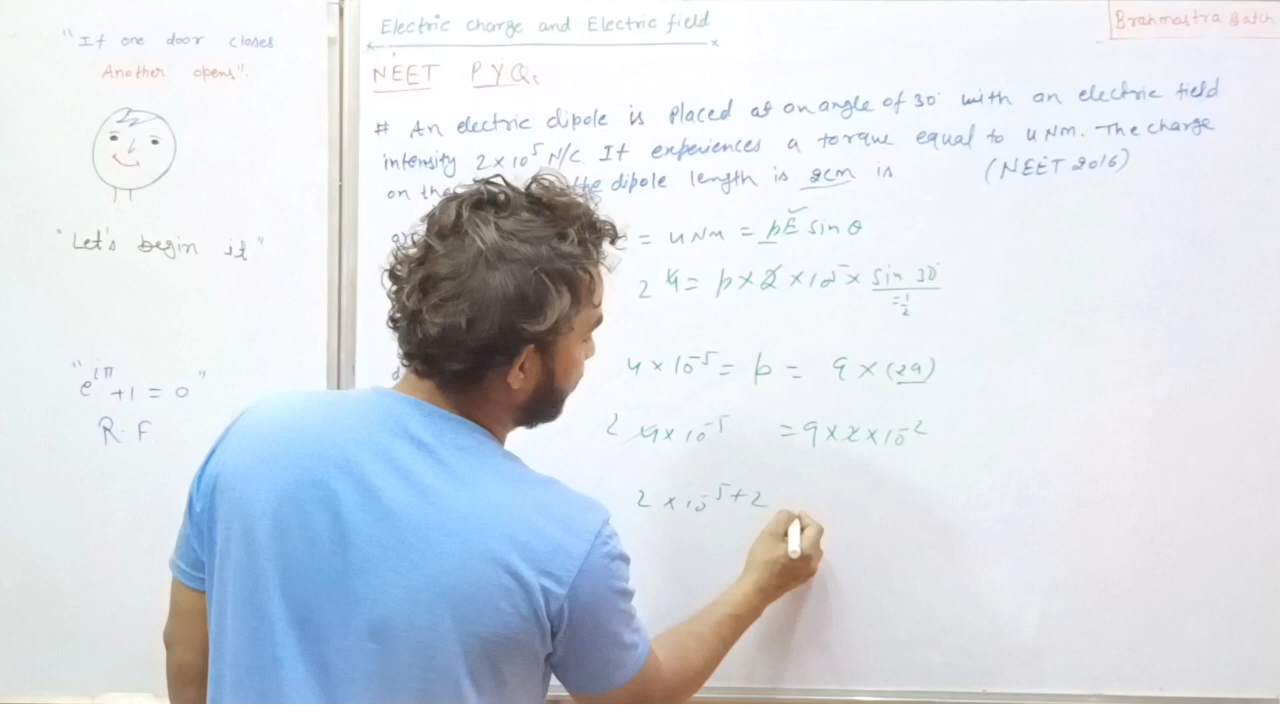 "If one door closes
Another opens".
"Let's begin it"
"e^{iπ} +1 = 0"
R. F.
Electric charge and Electric field
Brahmastra Batch
NEET PYQs
# An electric dipole is placed at an angle of 30° with an electric field
intensity 2×10^5 N/C. It experiences a torque equal to 4 Nm. The charge
on the dipole length is 2cm is (NEET 2016)
= 4Nm = pE sin θ
2 4 = p×2×10^5 × sin 30°
=1/2
4×10^-5 = p = q×(2a)
2 4×10^-5 = q×2×10^-2
2×10^-5+2